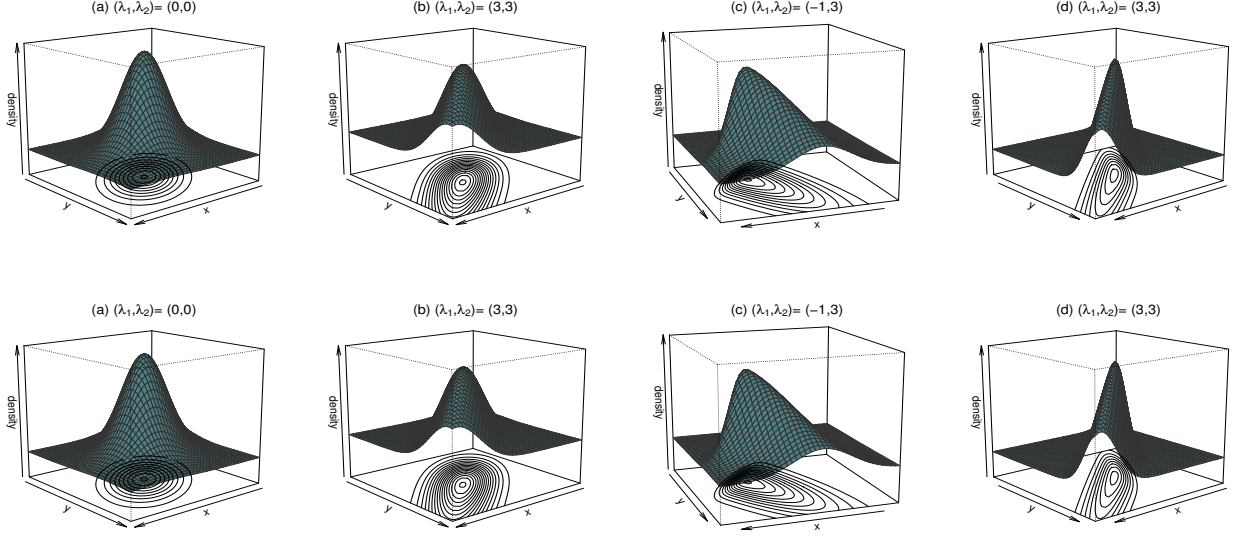 (a) (λ₁,λ₂)= (0,0)
density
y
x
(b) (λ₁,λ₂)= (3,3)
density
y
x
(c) (λ₁,λ₂)= (−1,3)
density
y
x
(d) (λ₁,λ₂)= (3,3)
density
y
x
(a) (λ₁,λ₂)= (0,0)
density
y
x
(b) (λ₁,λ₂)= (3,3)
density
y
x
(c) (λ₁,λ₂)= (−1,3)
density
y
x
(d) (λ₁,λ₂)= (3,3)
density
y
x